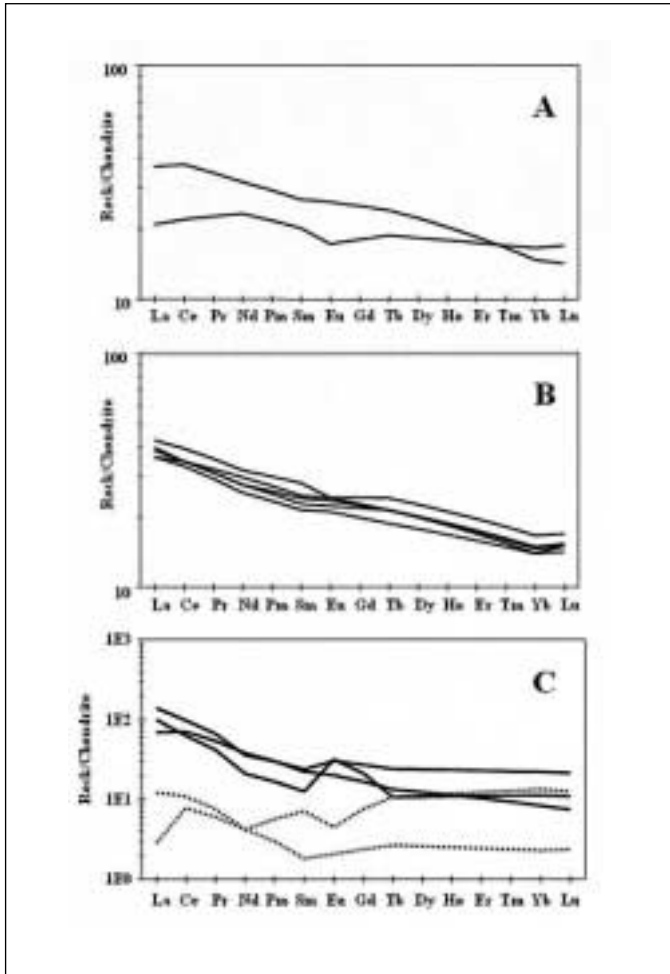 100
A
Rock/Chondrite
10
La Ce Pr Nd Pm Sm Eu Gd Tb Dy Ho Er Tm Yb Lu
100
B
Rock/Chondrite
10
La Ce Pr Nd Pm Sm Eu Gd Tb Dy Ho Er Tm Yb Lu
1E3
C
1E2
Rock/Chondrite
1E1
1E0
La Ce Pr Nd Pm Sm Eu Gd Tb Dy Ho Er Tm Yb Lu